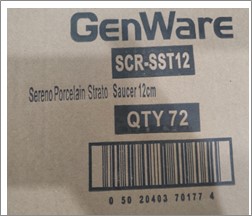 GenWare
SCR-SST12
Sereno Porcelain Strato Saucer 12cm
QTY 72
0 50 20403 70177 4